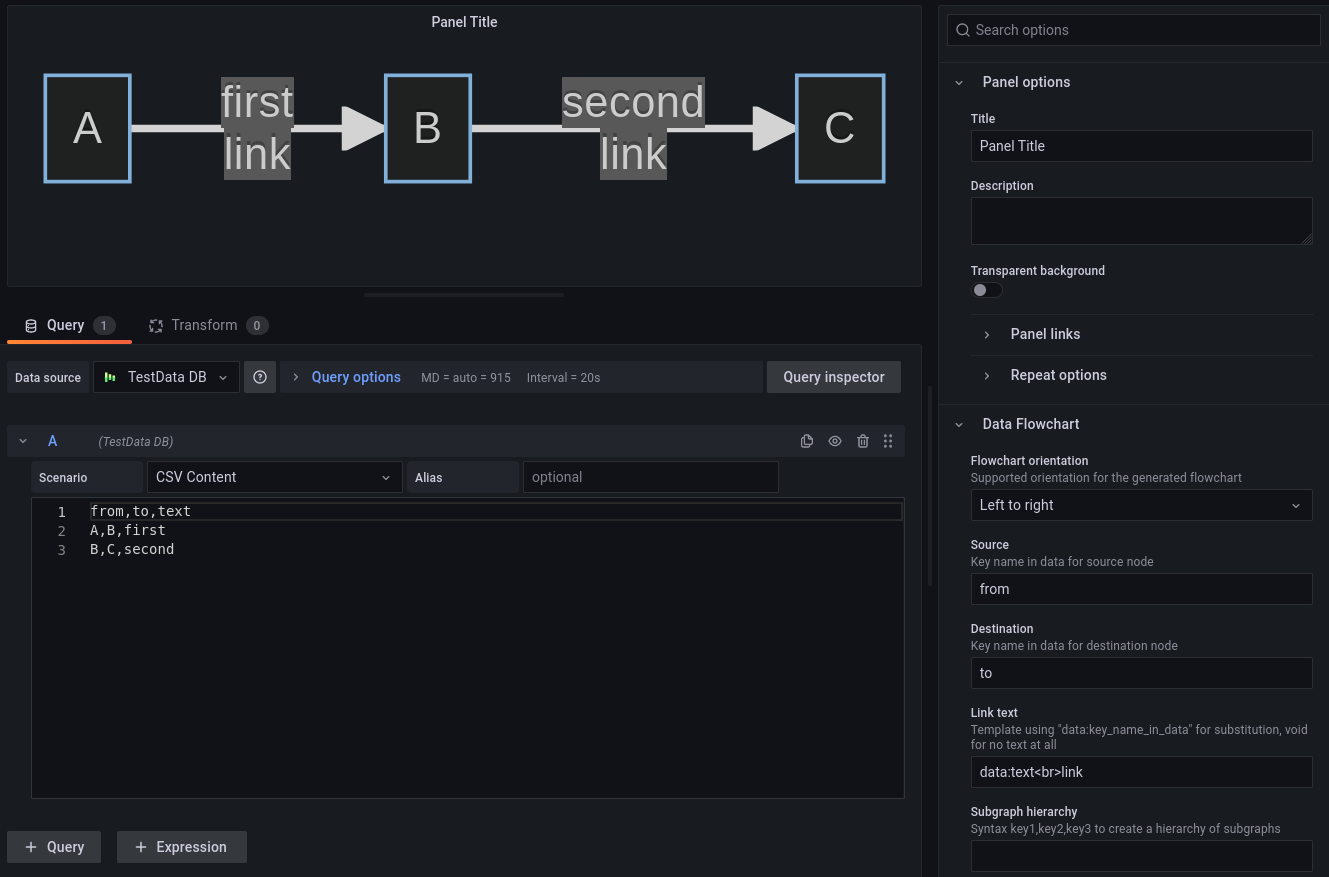 Panel Title
A
first
link
B
second
link
C
Query 1
Transform 0
Data source
TestData DB
Query options
MD = auto = 915
Interval = 20s
Query inspector
A
(TestData DB)
Scenario
CSV Content
Alias
optional
1 from,to,text
2 A,B,first
3 B,C,second
+ Query
+ Expression
Search options
Panel options
Title
Panel Title
Description
Transparent background
Panel links
Repeat options
Data Flowchart
Flowchart orientation
Supported orientation for the generated flowchart
Left to right
Source
Key name in data for source node
from
Destination
Key name in data for destination node
to
Link text
Template using "data:key_name_in_data" for substitution, void
for no text at all
data:text<br>link
Subgraph hierarchy
Syntax key1,key2,key3 to create a hierarchy of subgraphs